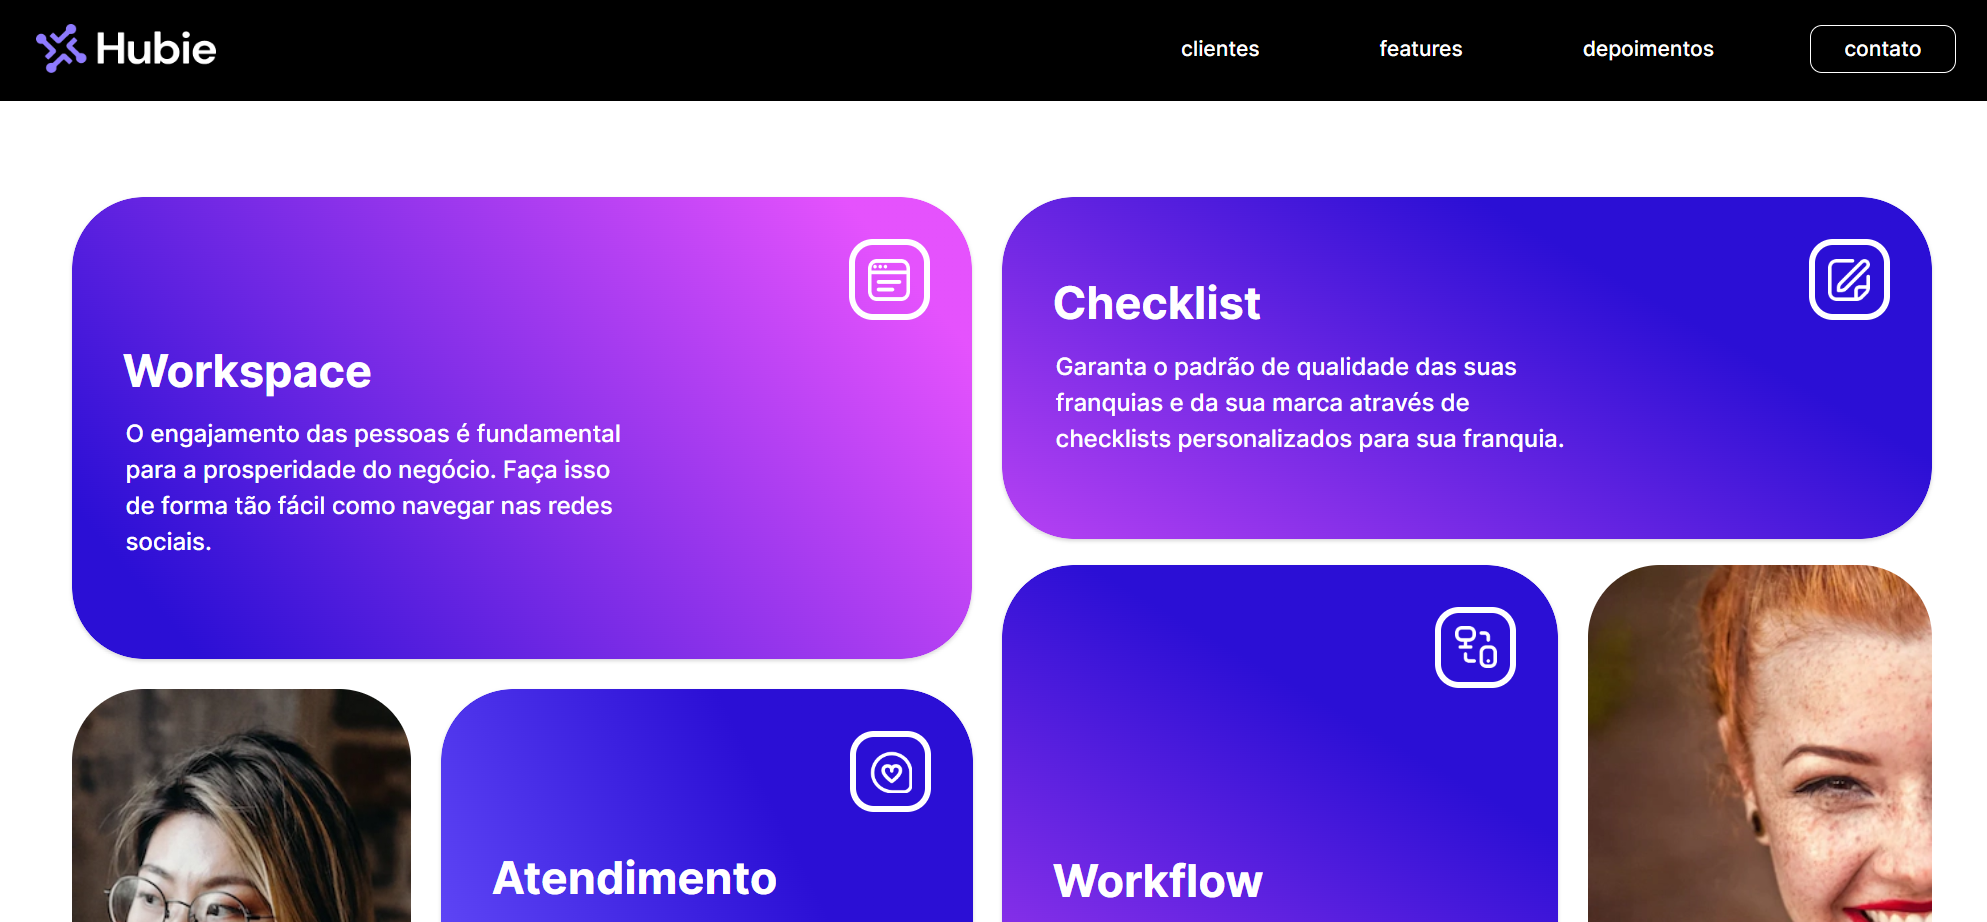 Hubie
clientes
features
depoimentos
contato
Workspace
O engajamento das pessoas é fundamental
para a prosperidade do negócio. Faça isso
de forma tão fácil como navegar nas redes
sociais.
Checklist
Garanta o padrão de qualidade das suas
franquias e da sua marca através de
checklists personalizados para sua franquia.
Atendimento
Workflow